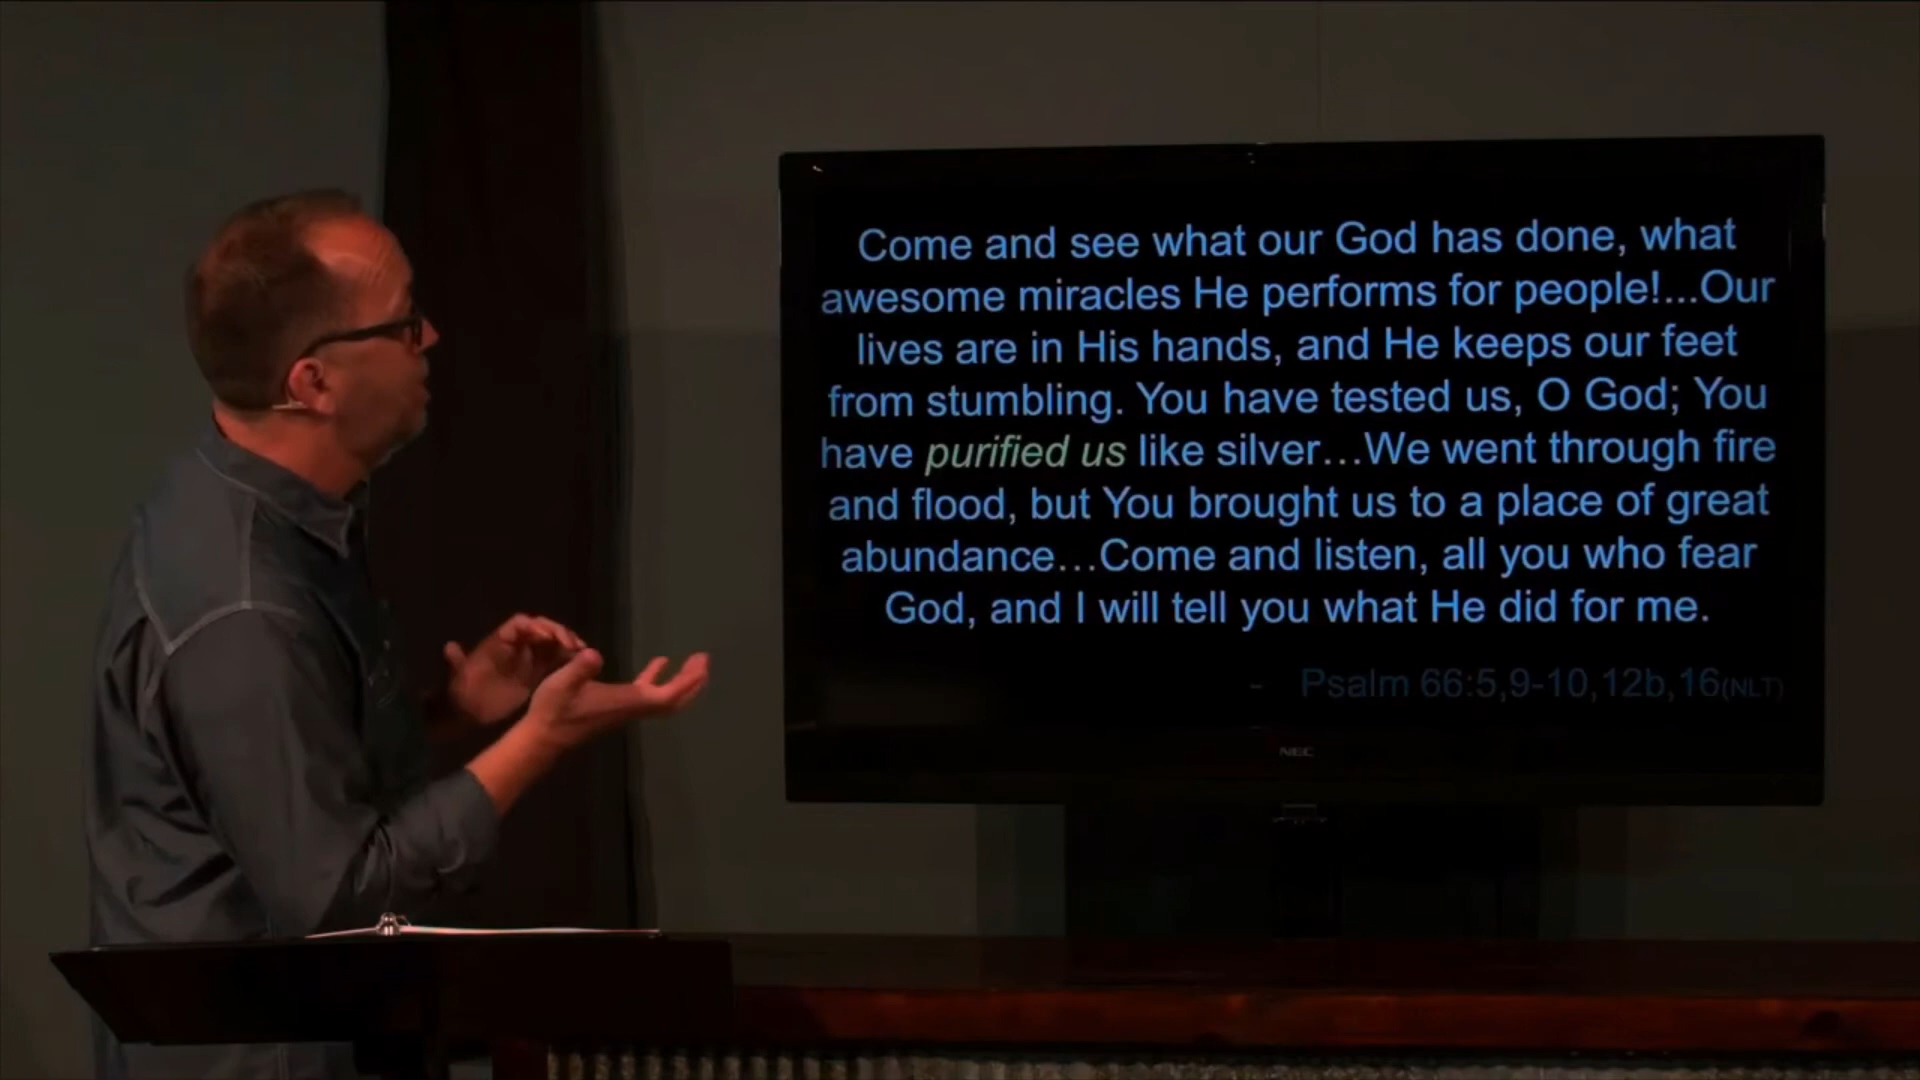 Come and see what our God has done, what
awesome miracles He performs for people!...Our
lives are in His hands, and He keeps our feet
from stumbling. You have tested us, O God; You
have purified us like silver…We went through fire
and flood, but You brought us to a place of great
abundance…Come and listen, all you who fear
God, and I will tell you what He did for me.
- Psalm 66:5,9-10,12b,16(NLT)
NEC